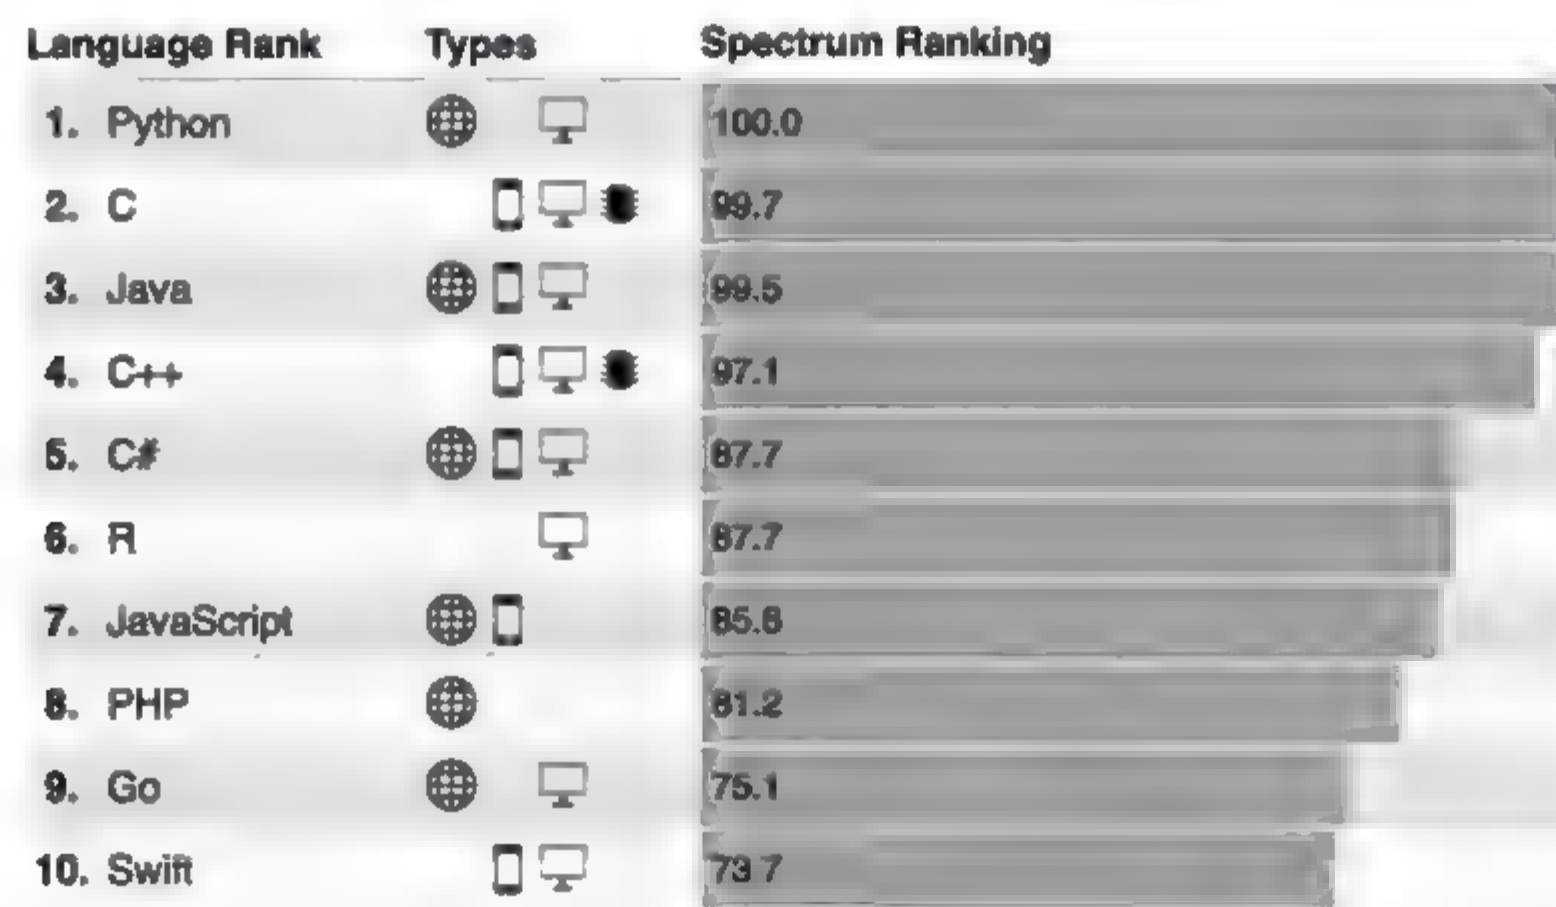 Language Rank Types Spectrum Ranking
1. Python 100.0
2. C 99.7
3. Java 99.5
4. C++ 97.1
5. C# 87.7
6. R 87.7
7. JavaScript
8. PHP 81.2
9. Go 75.1
10. Swift 73.7